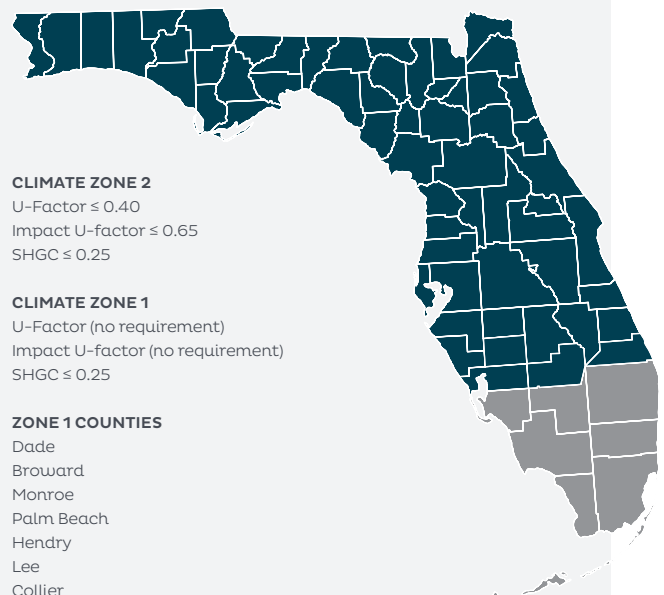 CLIMATE ZONE 2
U-Factor ≤ 0.40
Impact U-factor ≤ 0.65
SHGC ≤ 0.25
CLIMATE ZONE 1
U-Factor (no requirement)
Impact U-factor (no requirement)
SHGC ≤ 0.25
ZONE 1 COUNTIES
Dade
Broward
Monroe
Palm Beach
Hendry
Lee
Collier